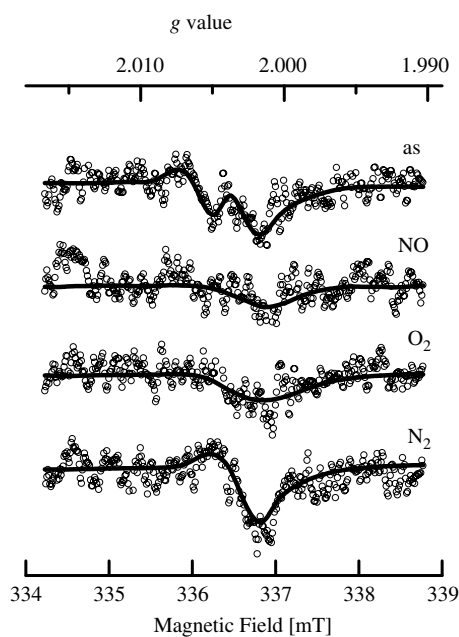 g value
2.010 2.000 1.990
as
NO
O2
N2
334 335 336 337 338 339
Magnetic Field [mT]